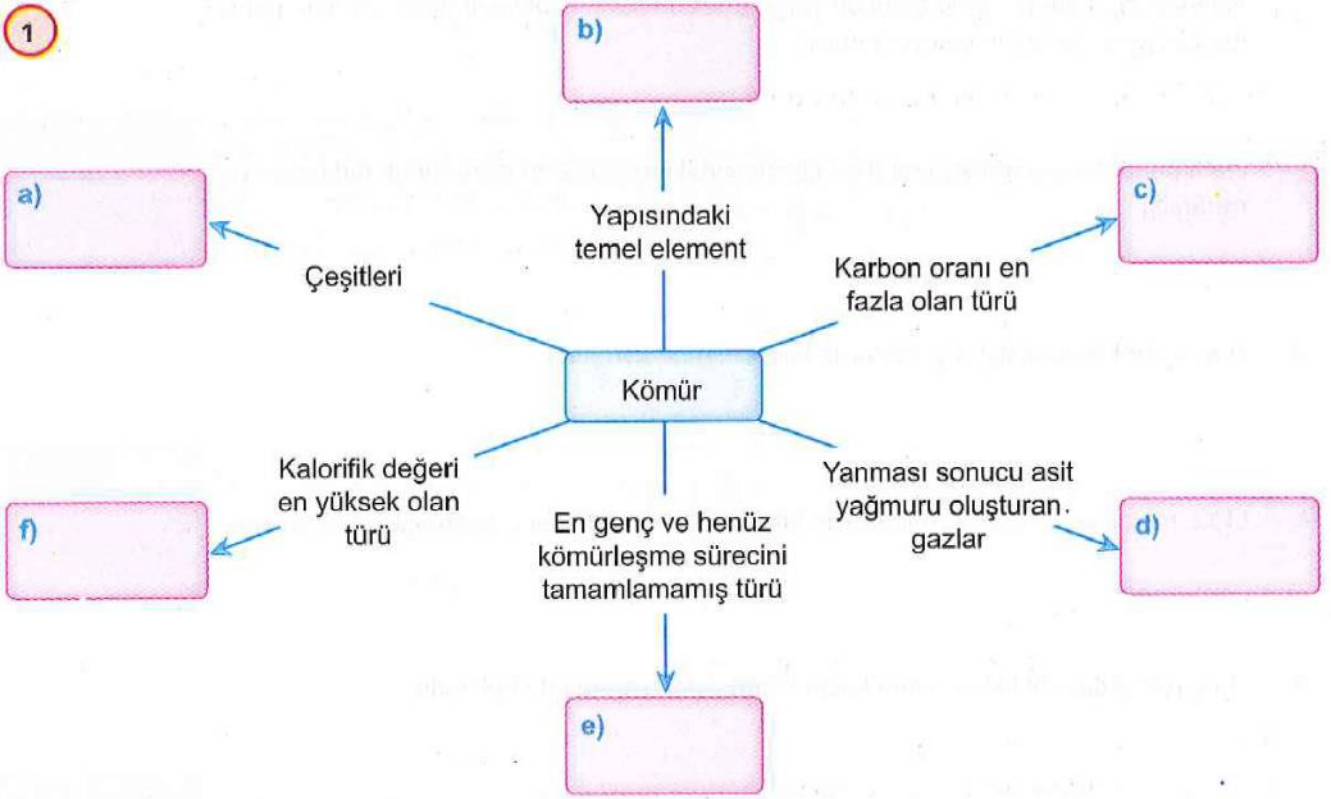 1
b)
a)
c)
Yapısındaki
temel element
Çeşitleri
Karbon oranı en
fazla olan türü
Kömür
Kalorifik değeri
en yüksek olan
türü
Yanması sonucu asit
yağmuru oluşturan
gazlar
f)
En genç ve henüz
kömürleşme sürecini
tamamlamamış türü
d)
e)